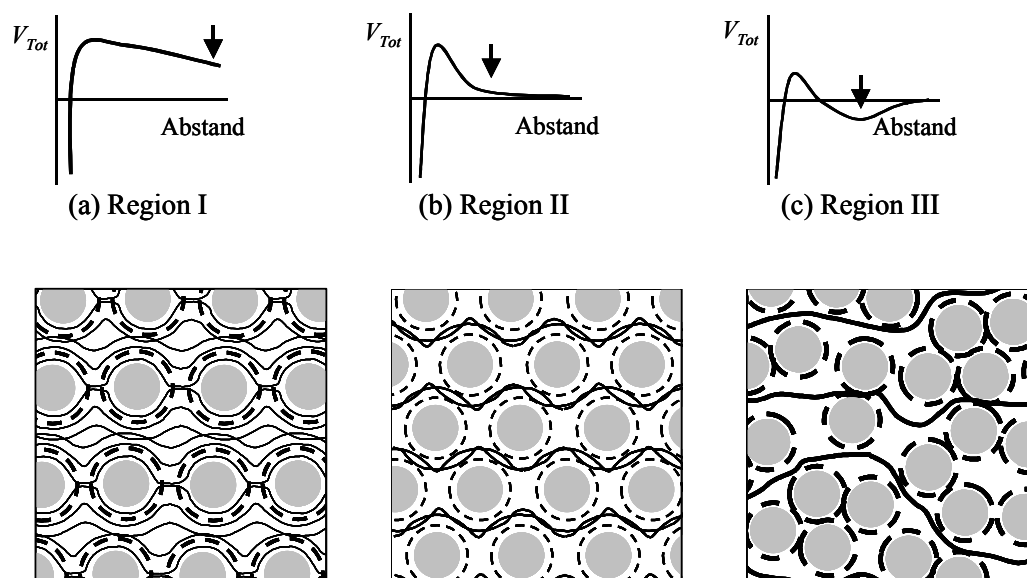 V_Tot
Abstand
(a) Region I
V_Tot
Abstand
(b) Region II
V_Tot
Abstand
(c) Region III